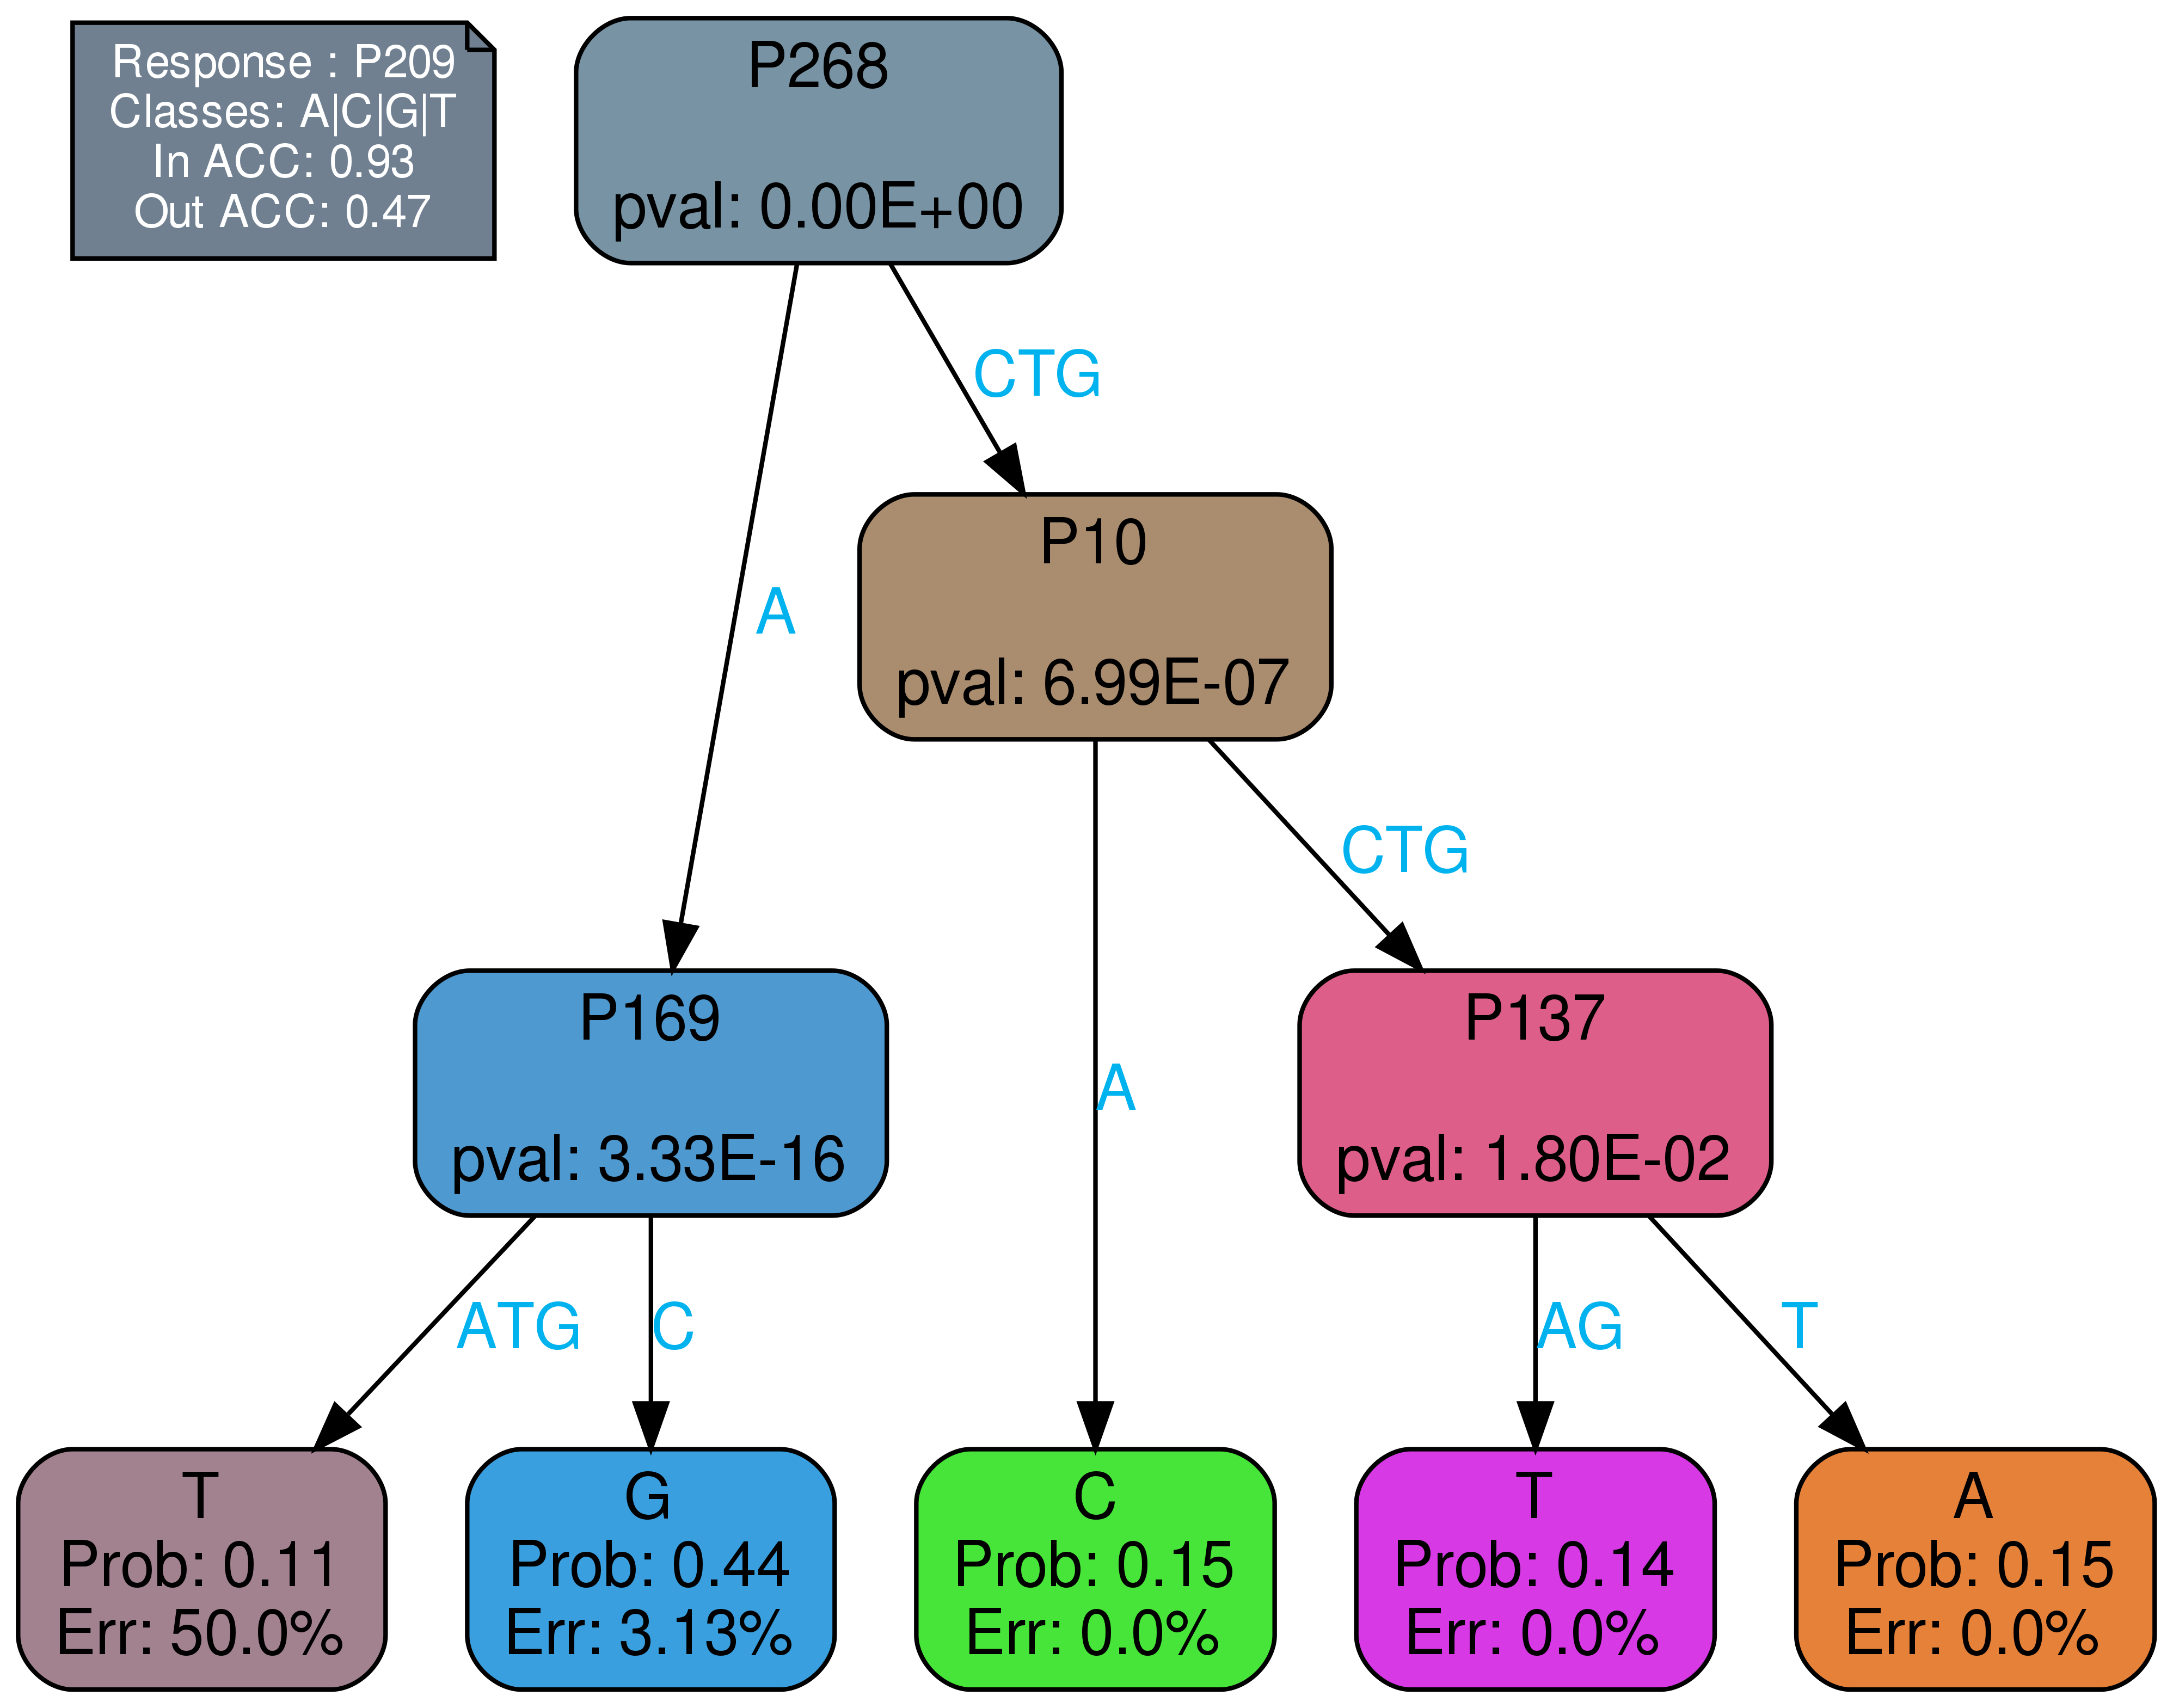 Response : P209
Classes: A|C|G|T
In ACC: 0.93
Out ACC: 0.47
P268
pval: 0.00E+00
CTG
A
P10
pval: 6.99E-07
CTG
A
P169
pval: 3.33E-16
P137
pval: 1.80E-02
ATG
C
AG
T
T
Prob: 0.11
Err: 50.0%
G
Prob: 0.44
Err: 3.13%
C
Prob: 0.15
Err: 0.0%
T
Prob: 0.14
Err: 0.0%
A
Prob: 0.15
Err: 0.0%